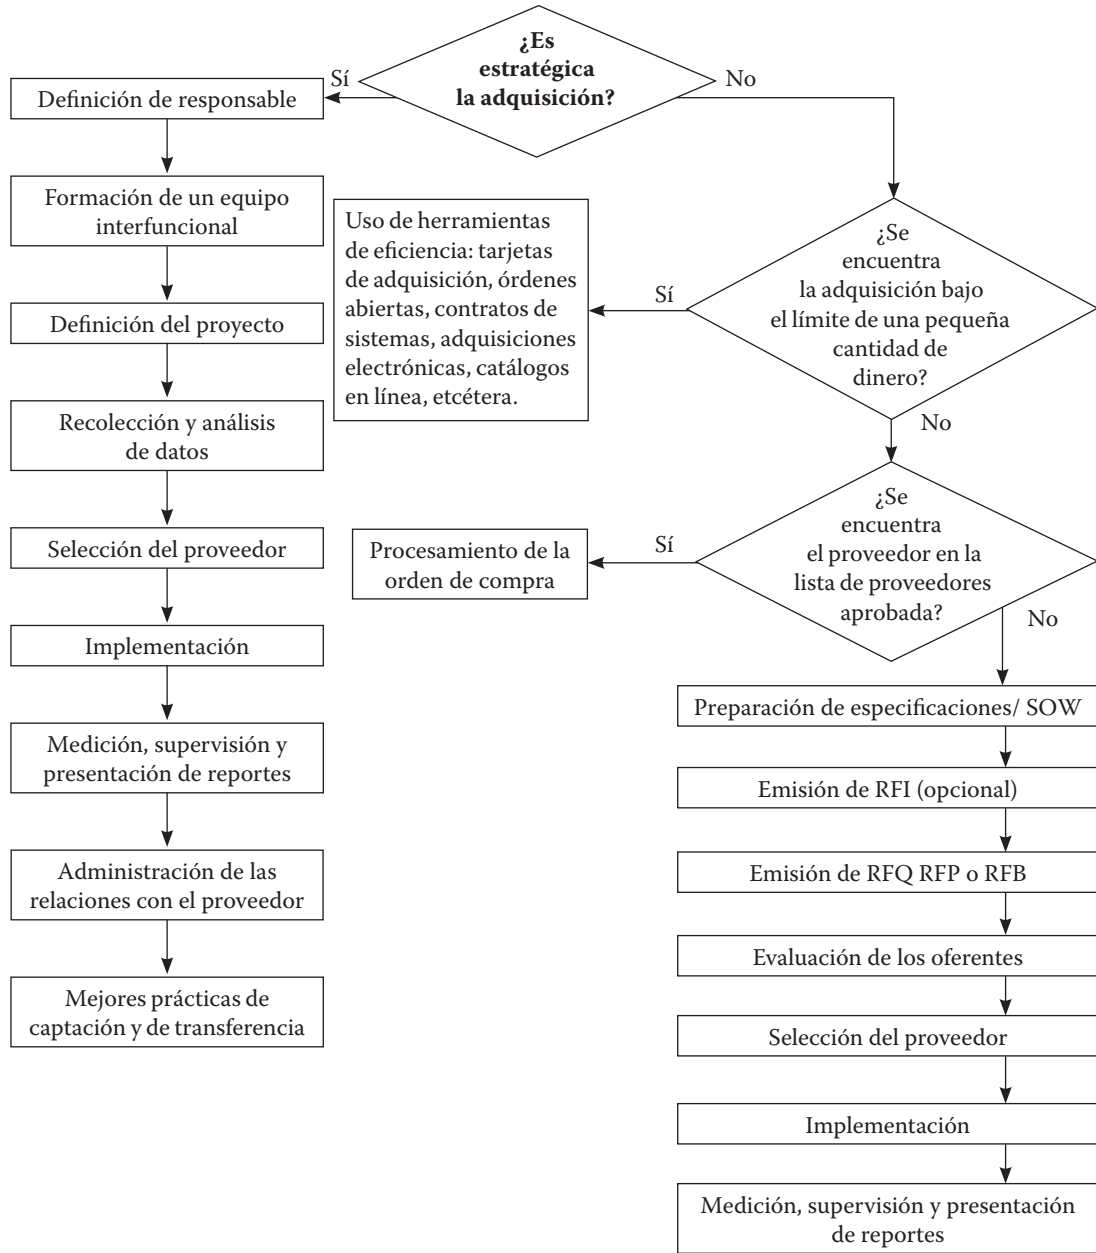 ¿Es
estratégica
la adquisición?
Sí
No
Definición de responsable
Formación de un equipo
interfuncional
Definición del proyecto
Recolección y análisis
de datos
Selección del proveedor
Implementación
Medición, supervisión y
presentación de reportes
Administración de las
relaciones con el proveedor
Mejores prácticas de
captación y de transferencia
¿Se
encuentra
la adquisición bajo
el límite de una pequeña
cantidad de
dinero?
Sí
Uso de herramientas
de eficiencia: tarjetas
de adquisición, órdenes
abiertas, contratos de
sistemas, adquisiciones
electrónicas, catálogos
en línea, etcétera.
No
¿Se
encuentra
el proveedor en la
lista de proveedores
aprobada?
Sí
Procesamiento de la
orden de compra
No
Preparación de especificaciones/ SOW
Emisión de RFI (opcional)
Emisión de RFQ RFP o RFB
Evaluación de los oferentes
Selección del proveedor
Implementación
Medición, supervisión y presentación
de reportes